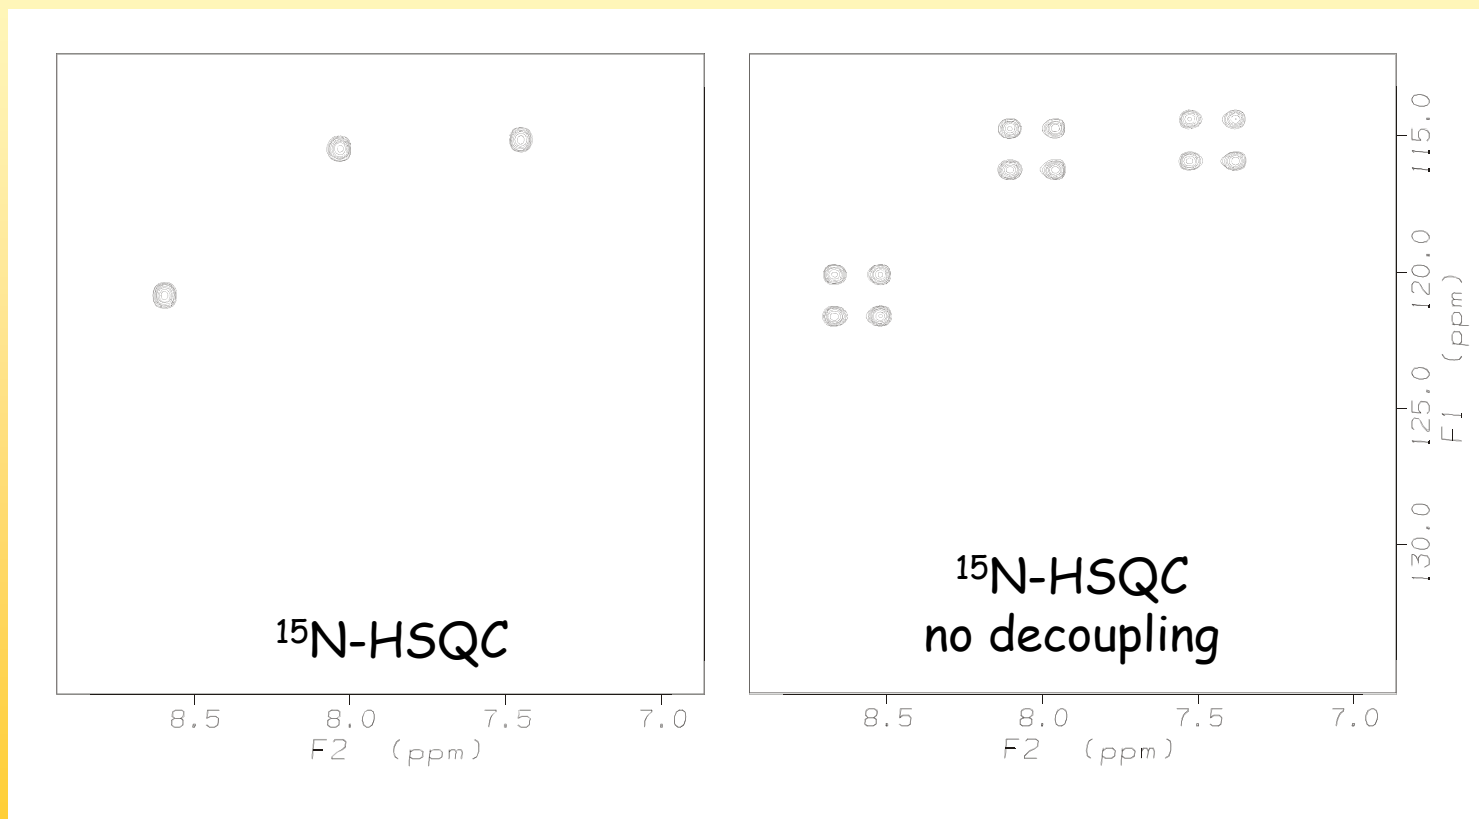 ¹⁵N-HSQC
8.5 8.0 7.5 7.0
F2 (ppm)
¹⁵N-HSQC
no decoupling
8.5 8.0 7.5 7.0
F2 (ppm)
115.0
120.0
125.0
130.0
F1 (ppm)